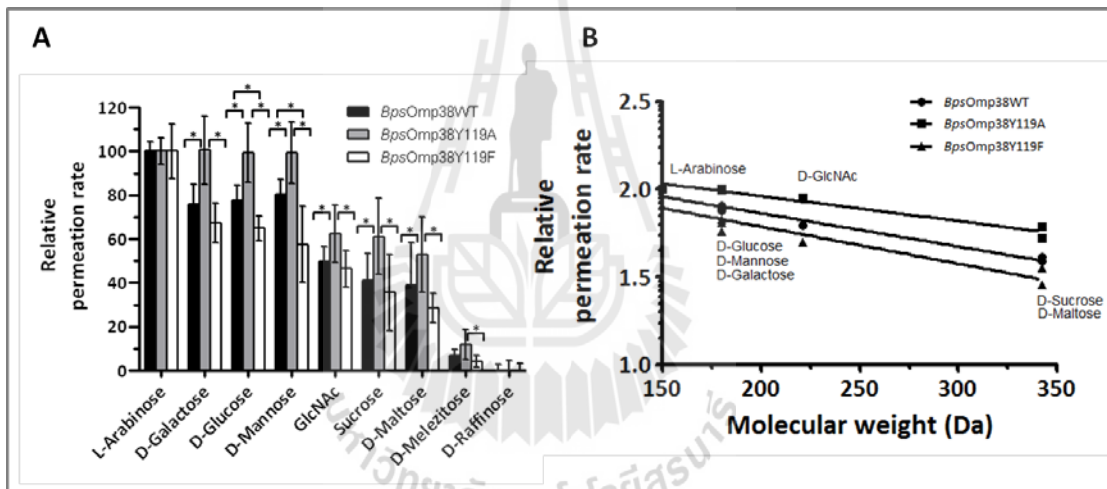 A
Relative
permeation rate
120
100
80
60
40
20
0
BpsOmp38WT
BpsOmp38Y119A
BpsOmp38Y119F
* * * * * * * * * * * * * * * *
L-Arabinose
D-Galactose
D-Glucose
D-Mannose
GlcNAc
Sucrose
D-Maltose
D-Melezitose
D-Raffinose
B
Relative
permeation rate
2.5
2.0
1.5
1.0
BpsOmp38WT
BpsOmp38Y119A
BpsOmp38Y119F
L-Arabinose
D-GlcNAc
D-Glucose
D-Mannose
D-Galactose
D-Sucrose
D-Maltose
150
200
250
300
350
Molecular weight (Da)